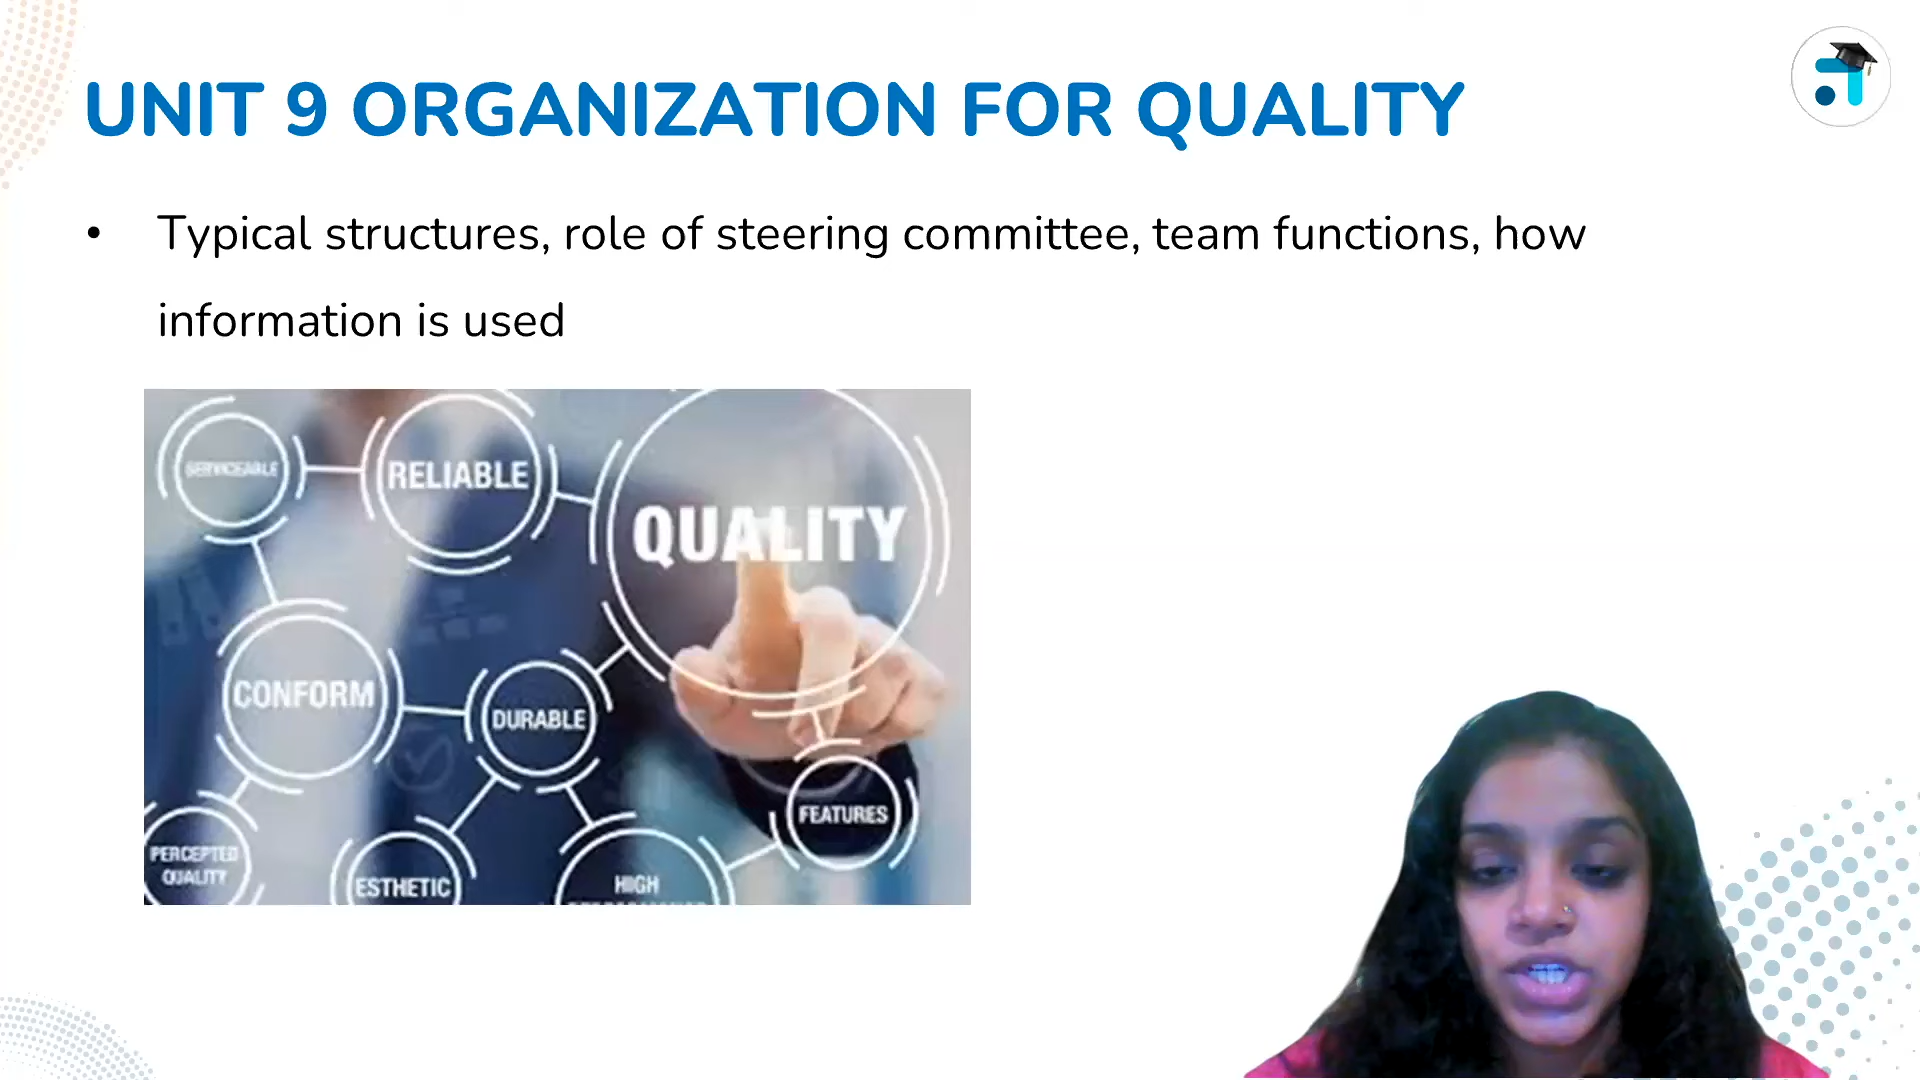 UNIT 9 ORGANIZATION FOR QUALITY
• Typical structures, role of steering committee, team functions, how
information is used
SERVICEABLE
RELIABLE
QUALITY
CONFORM
DURABLE
FEATURES
PERCEPTED
QUALITY
ESTHETIC
HIGH